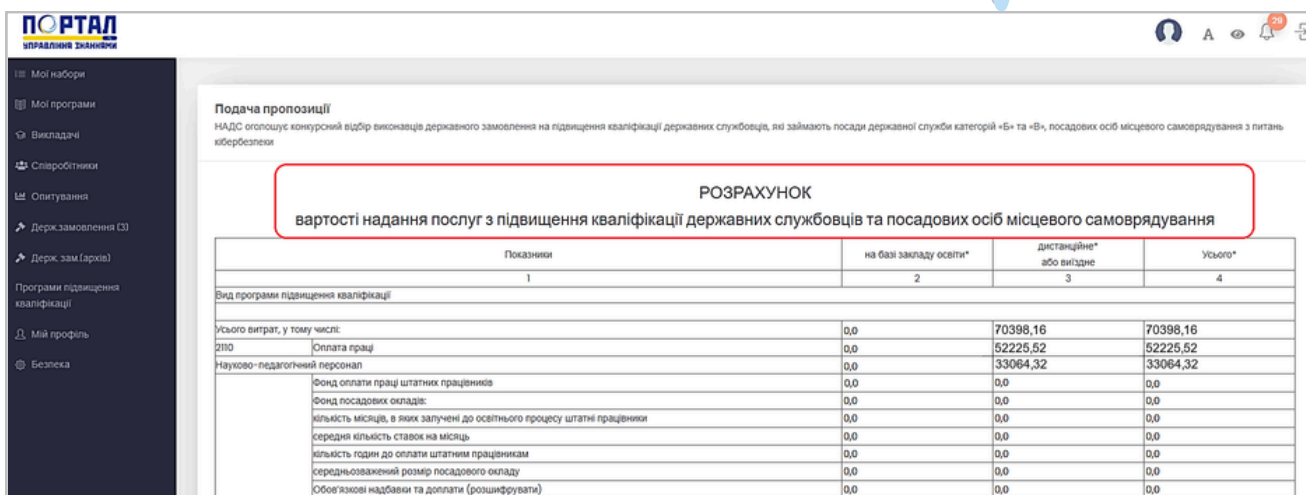 ПОРТАЛ
УПРАВЛІННЯ ЗНАННЯМИ
A
29
Мої набори
Мої програми
Викладачі
Співробітники
Опитування
Держ.замовлення (3)
Держ. зам.(архів)
Програми підвищення
кваліфікації
Мій профіль
Безпека
Подача пропозиції
НАДС оголошує конкурсний відбір виконавців державного замовлення на підвищення кваліфікації державних службовців, які займають посади державної служби категорій «Б» та «В», посадових осіб місцевого самоврядування з питань
кібербезпеки
РОЗРАХУНОК
вартості надання послуг з підвищення кваліфікації державних службовців та посадових осіб місцевого самоврядування
Показники на базі закладу освіти* дистанційне* або виїздне Усього*
1 2 3 4
Вид програми підвищення кваліфікації
Усього витрат, у тому числі: 0,0 70398,16 70398,16
2110 Оплата праці 0,0 52225,52 52225,52
Науково-педагогічний персонал 0,0 33064,32 33064,32
Фонд оплати праці штатних працівників 0,0 0,0 0,0
Фонд посадових окладів: 0,0 0,0 0,0
кількість місяців, в яких залучені до освітнього процесу штатні працівники 0,0 0,0 0,0
середня кількість ставок на місяць 0,0 0,0 0,0
кількість годин до оплати штатним працівникам 0,0 0,0 0,0
середньозважений розмір посадового окладу 0,0 0,0 0,0
Обов'язкові надбавки та доплати (розшифрувати) 0,0 0,0 0,0